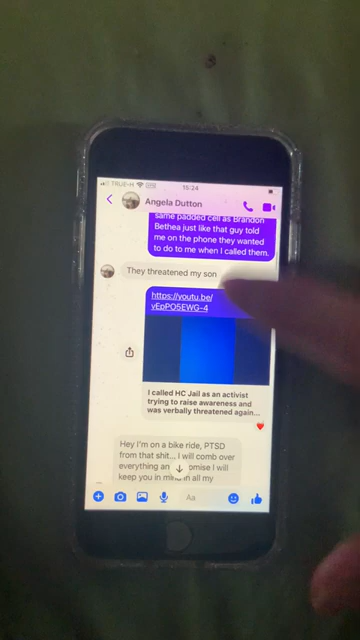 TRUE-H
15:24
Angela Dutton
same padded cell as Brandon
Bethea just like that guy told
me on the phone they wanted
to do to me when I called them.
They threatened my son
https://youtu.be/
vEpPO5EWG-4
I called HC Jail as an activist
trying to raise awareness and
was verbally threatened again...
Hey I'm on a bike ride, PTSD
from that shit... I will comb over
everything an omise I will
keep you in in all my
Aa